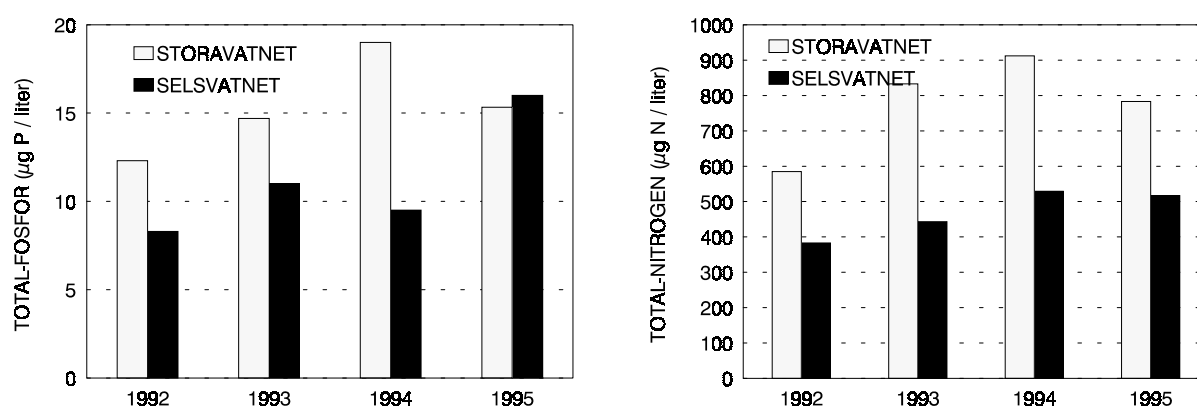 TOTAL-FOSFOR (µg P / liter)
20
15
10
5
0
STORAVATNET
SELSVATNET
1992 1993 1994 1995
TOTAL-NITROGEN (µg N / liter)
1000
900
800
700
600
500
400
300
200
100
0
STORAVATNET
SELSVATNET
1992 1993 1994 1995